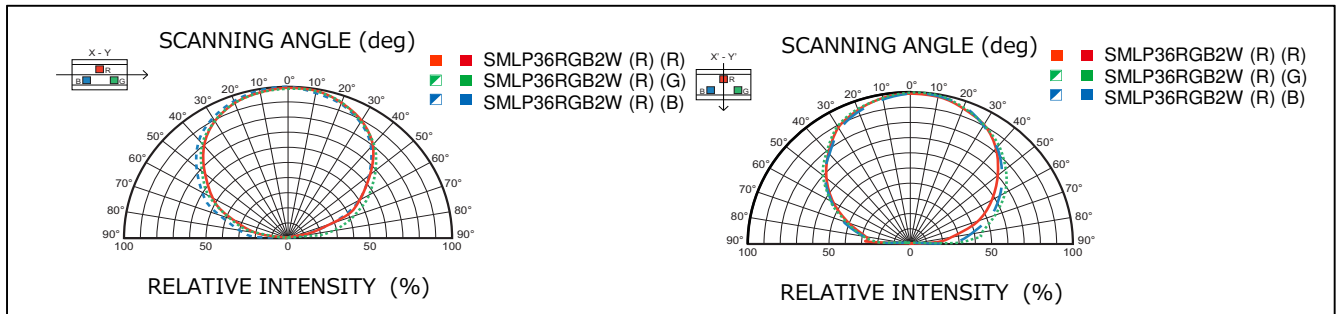 SCANNING ANGLE (deg)
X - Y
R
B
G
SMLP36RGB2W (R) (R)
SMLP36RGB2W (R) (G)
SMLP36RGB2W (R) (B)
0°
10° 10°
20° 20°
30° 30°
40° 40°
50° 50°
60° 60°
70° 70°
80° 80°
90° 90°
100 50 0 50 100
RELATIVE INTENSITY (%)
SCANNING ANGLE (deg)
X' - Y'
R
B
G
SMLP36RGB2W (R) (R)
SMLP36RGB2W (R) (G)
SMLP36RGB2W (R) (B)
0°
10° 10°
20° 20°
30° 30°
40° 40°
50° 50°
60° 60°
70° 70°
80° 80°
90° 90°
100 50 0 50 100
RELATIVE INTENSITY (%)